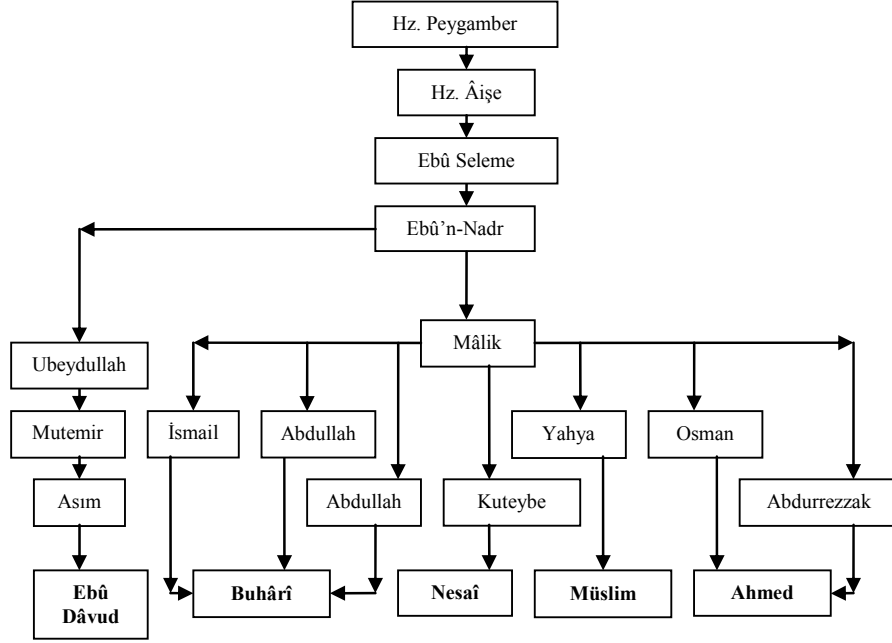 Hz. Peygamber
Hz. Âişe
Ebû Seleme
Ebû’n-Nadr
Mâlik
Ubeydullah
Mutemir
İsmail
Abdullah
Yahya
Osman
Asım
Abdullah
Kuteybe
Abdurrezzak
Ebû
Dâvud
Buhârî
Nesaî
Müslim
Ahmed